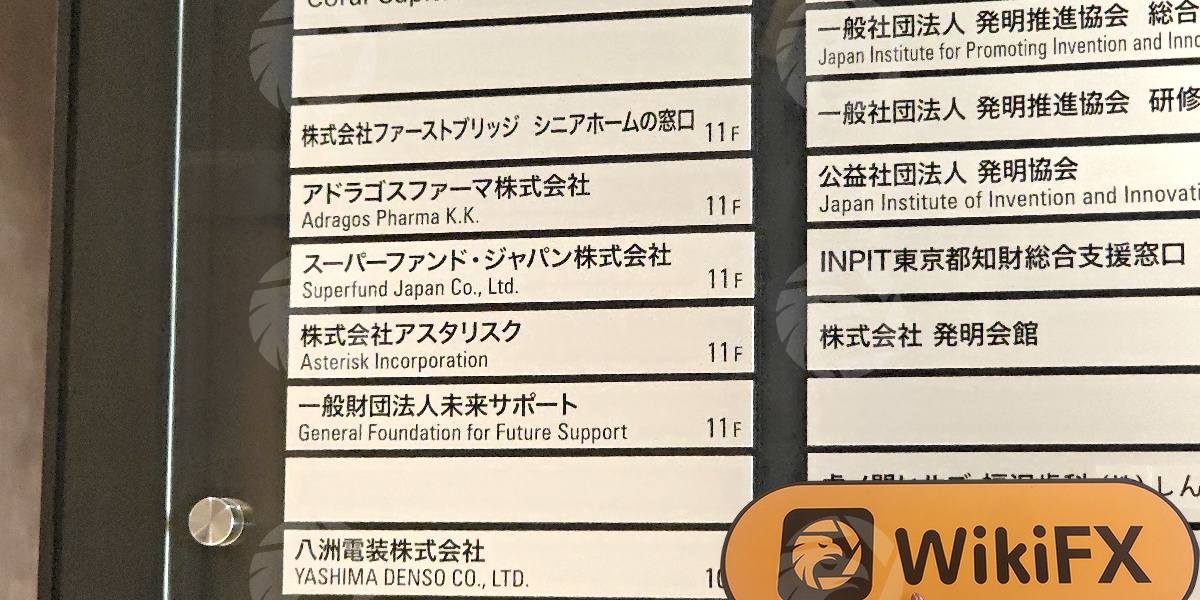 株式会社ファーストブリッジ シニアホームの窓口 11F
アドラゴスファーマ株式会社
Adragos Pharma K.K. 11F
スーパーファンド・ジャパン株式会社
Superfund Japan Co., Ltd. 11F
株式会社アスタリスク
Asterisk Incorporation 11F
一般財団法人未来サポート
General Foundation for Future Support 11F
八洲電装株式会社
YASHIMA DENSO CO., LTD.
一般社団法人 発明推進協会 総合
Japan Institute for Promoting Invention and
一般社団法人 発明推進協会 研修
公益社団法人 発明協会
Japan Institute of Invention and
INPIT東京都知財総合支援窓口
株式会社 発明会館
WikiFX